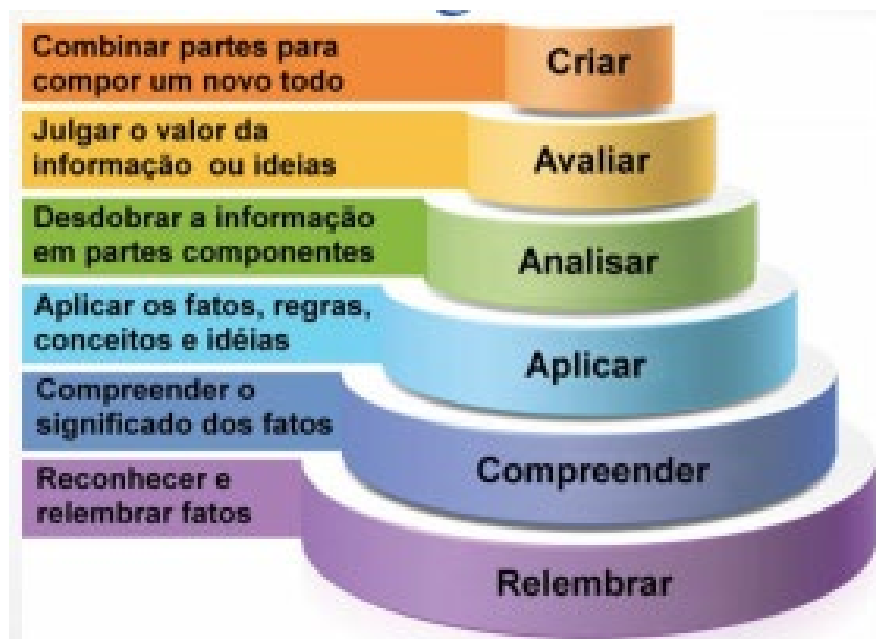 Combinar partes para
compor um novo todo
Criar
Julgar o valor da
informação ou ideias
Avaliar
Desdobrar a informação
em partes componentes
Analisar
Aplicar os fatos, regras,
conceitos e idéias
Aplicar
Compreender o
significado dos fatos
Compreender
Reconhecer e
relembrar fatos
Relembrar